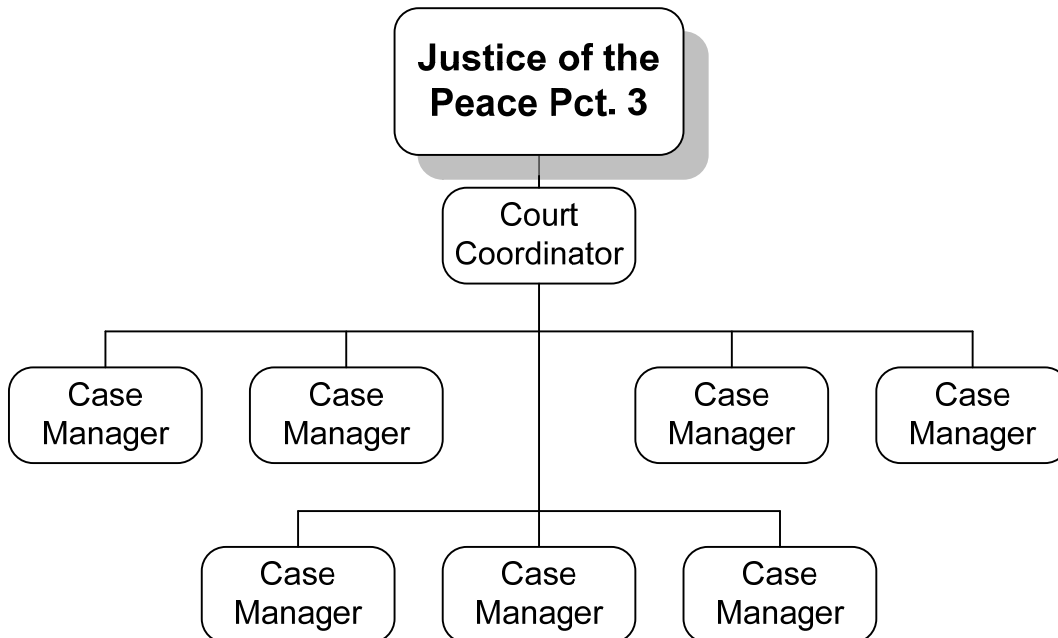 Justice of the
Peace Pct. 3
Court
Coordinator
Case
Manager
Case
Manager
Case
Manager
Case
Manager
Case
Manager
Case
Manager
Case
Manager